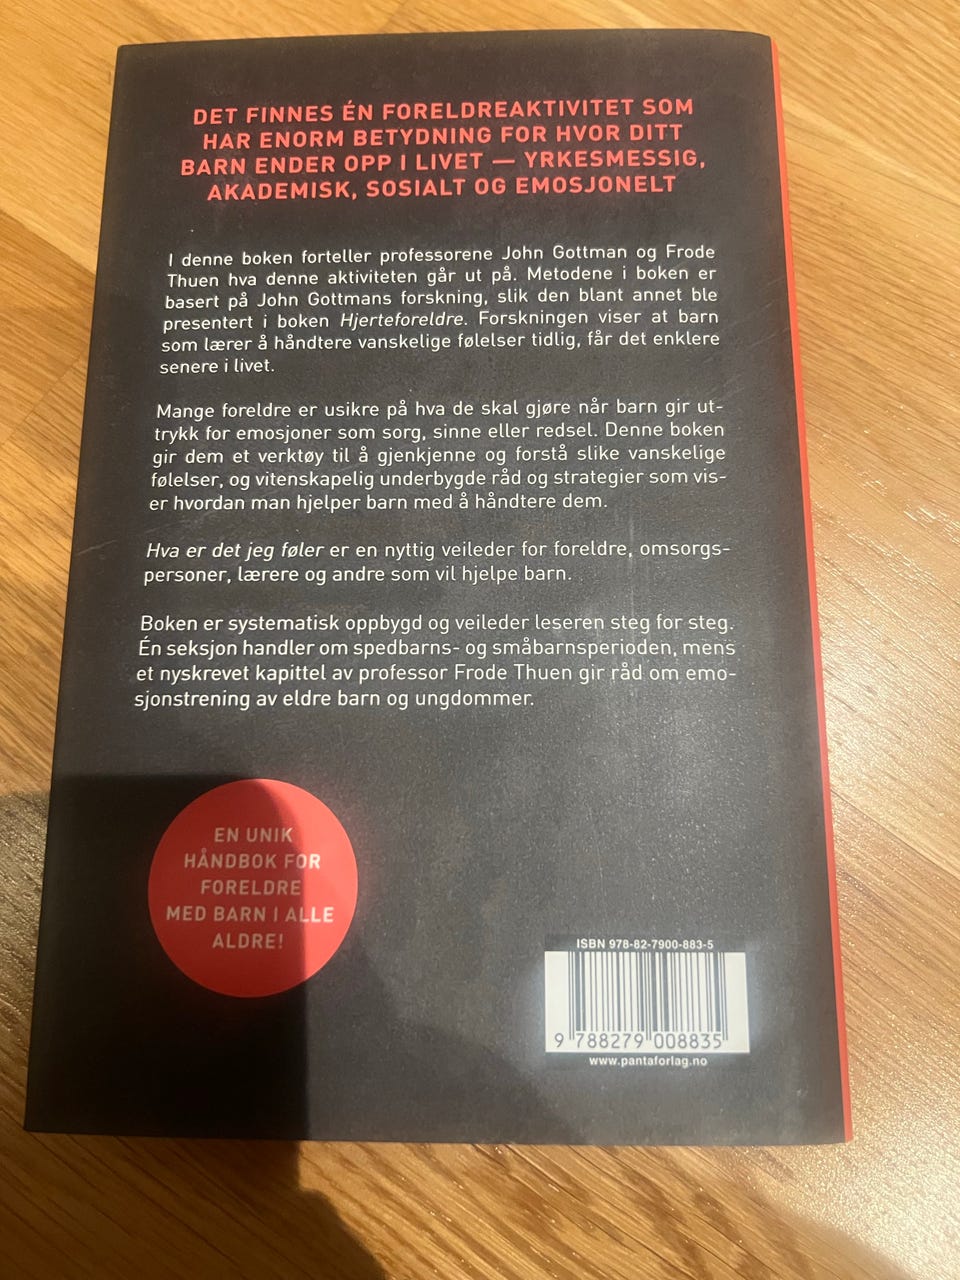 DET FINNES ÉN FORELDREAKTIVITET SOM
HAR ENORM BETYDNING FOR HVOR DITT
BARN ENDER OPP I LIVET — YRKESMESSIG,
AKADEMISK, SOSIALT OG EMOSJONELT
I denne boken forteller professorene John Gottman og Frode
Thuen hva denne aktiviteten går ut på. Metodene i boken er
basert på John Gottmans forskning, slik den blant annet ble
presentert i boken Hjerteforeldre. Forskningen viser at barn
som lærer å håndtere vanskelige følelser tidlig, får det enklere
senere i livet.
Mange foreldre er usikre på hva de skal gjøre når barn gir ut-
trykk for emosjoner som sorg, sinne eller redsel. Denne boken
gir dem et verktøy til å gjenkjenne og forstå slike vanskelige
følelser, og vitenskapelig underbygde råd og strategier som vis-
er hvordan man hjelper barn med å håndtere dem.
Hva er det jeg føler er en nyttig veileder for foreldre, omsorgs-
personer, lærere og andre som vil hjelpe barn.
Boken er systematisk oppbygd og veileder leseren steg for steg.
Én seksjon handler om spedbarns- og småbarnsperioden, mens
et nyskrevet kapittel av professor Frode Thuen gir råd om emo-
sjonstrening av eldre barn og ungdommer.
EN UNIK
HÅNDBOK FOR
FORELDRE
MED BARN I ALLE
ALDRE!
ISBN 978-82-7900-883-5
9 788279 008835
www.pantaforlag.no